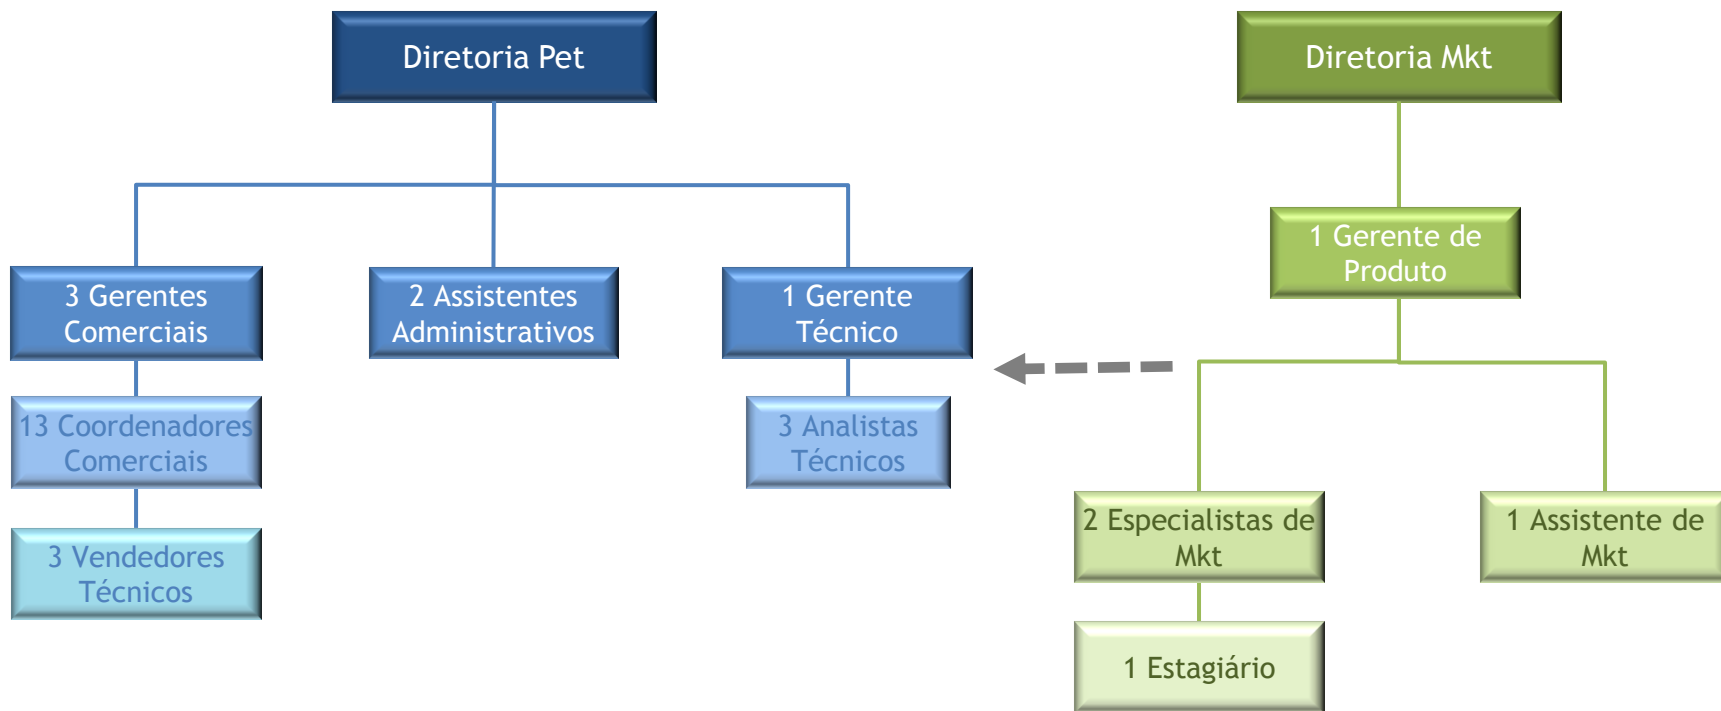 Diretoria Pet
Diretoria Mkt
1 Gerente de
Produto
3 Gerentes
Comerciais
2 Assistentes
Administrativos
1 Gerente
Técnico
13 Coordenadores
Comerciais
3 Analistas
Técnicos
3 Vendedores
Técnicos
2 Especialistas de
Mkt
1 Assistente de
Mkt
1 Estagiário